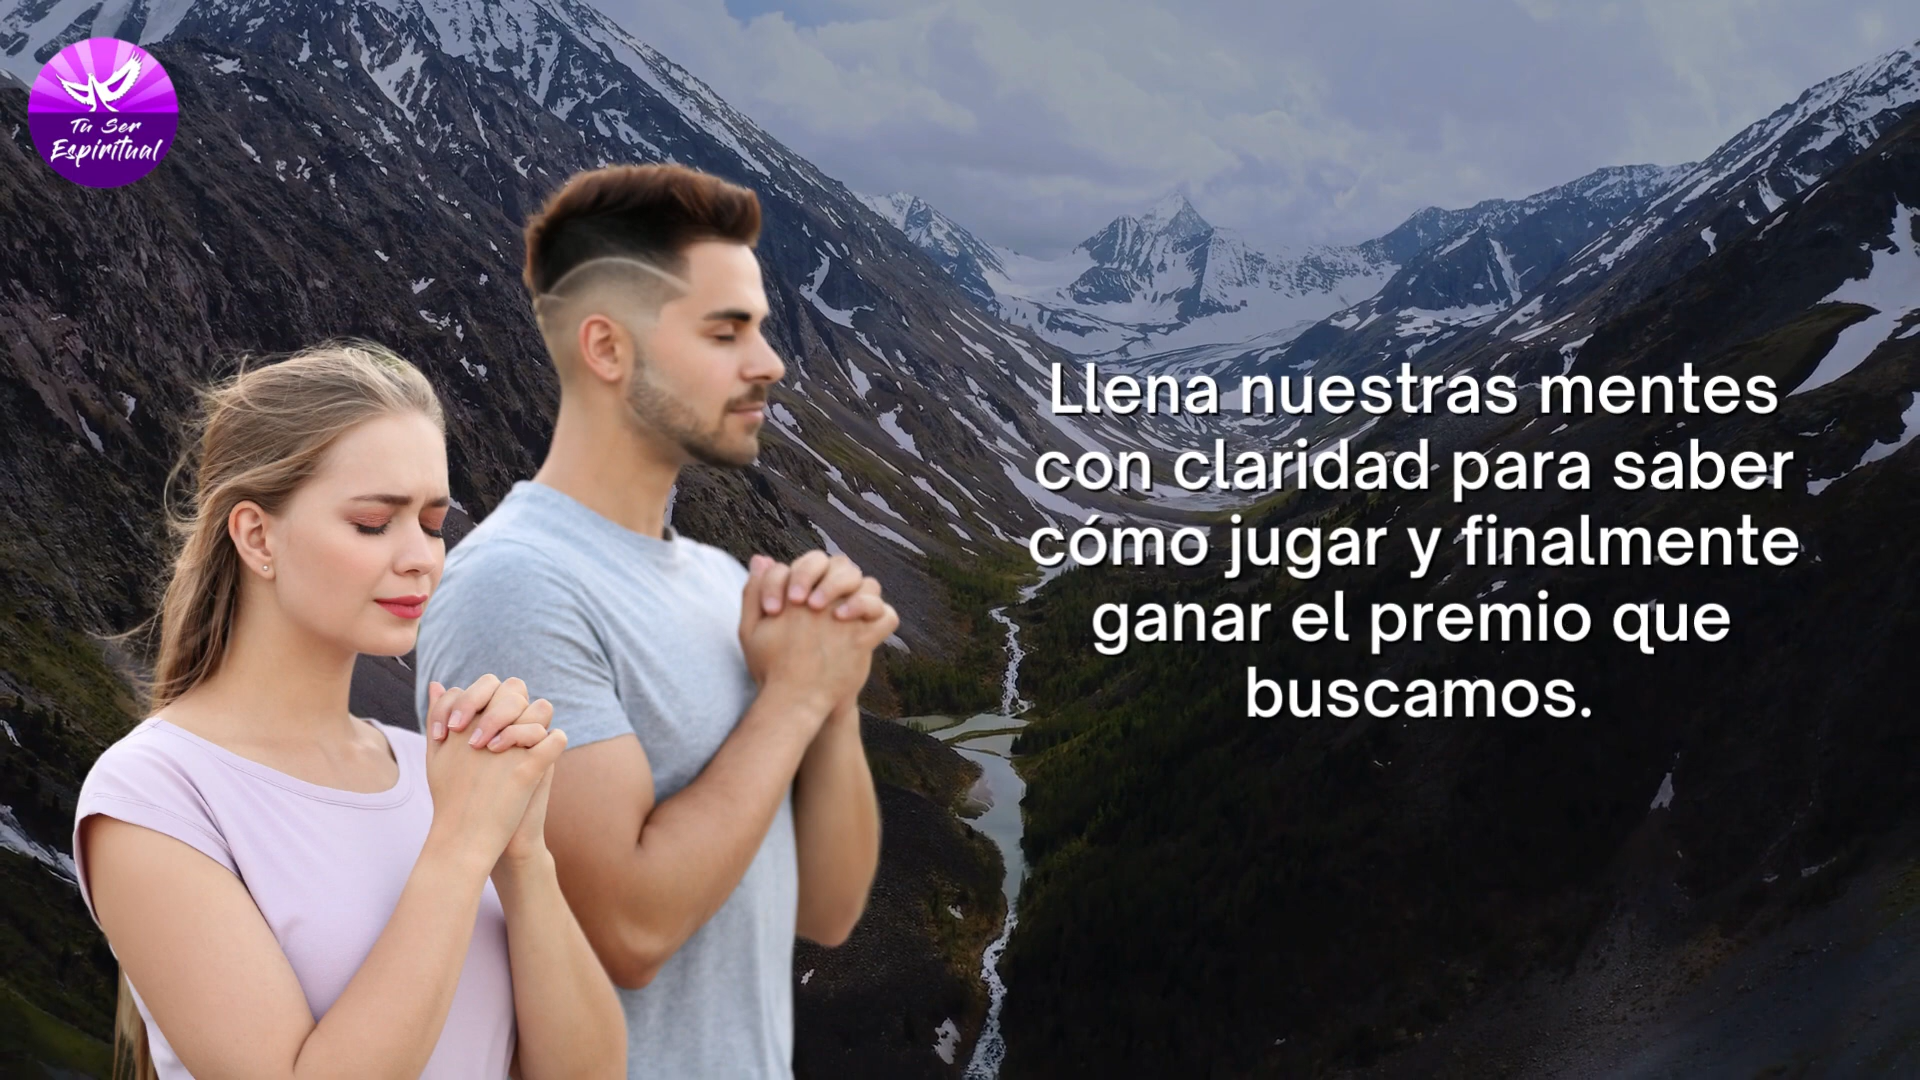 Tu Ser
Espiritual
Llena nuestras mentes
con claridad para saber
cómo jugar y finalmente
ganar el premio que
buscamos.